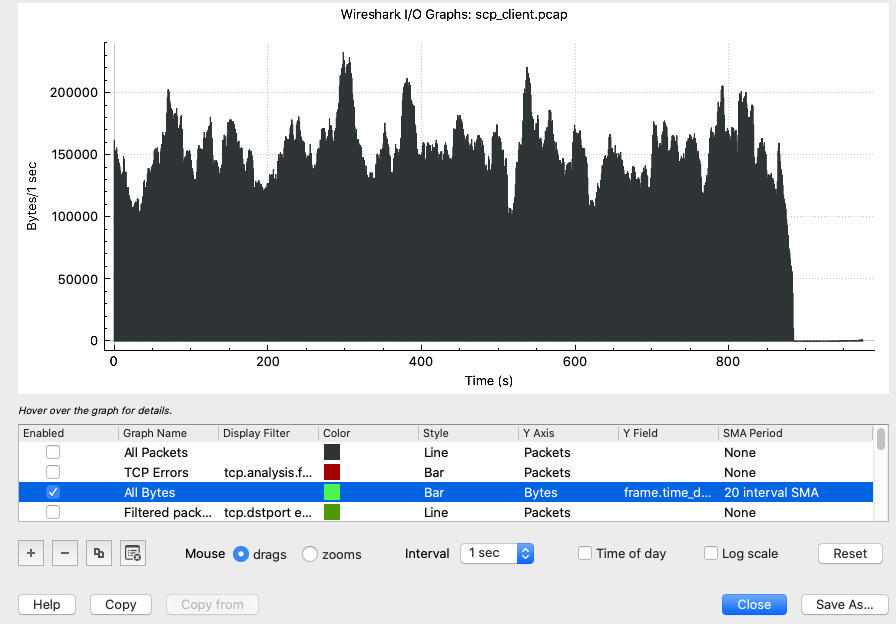 Wireshark I/O Graphs: scp_client.pcap
200000
150000
100000
50000
0
Bytes/1 sec
0 200 400 600 800
Time (s)
Hover over the graph for details.
Enabled Graph Name Display Filter Color Style Y Axis Y Field SMA Period
All Packets Line Packets None
TCP Errors tcp.analysis.f... Bar Packets None
All Bytes Bar Bytes frame.time_d... 20 interval SMA
Filtered pack... tcp.dstport e... Line Packets None
+ − Mouse drags zooms Interval 1 sec Time of day Log scale Reset
Help Copy Copy from Close Save As...